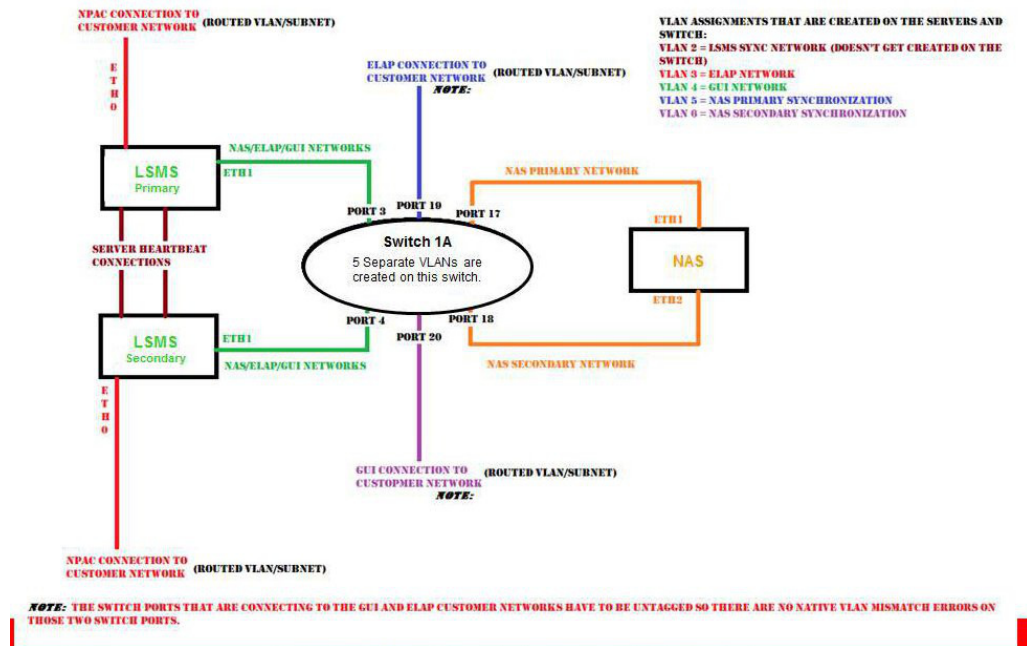 NPAC CONNECTION TO
CUSTOMER NETWORK (ROUTED VLAN/SUBNET)
VLAN ASSIGNMENTS THAT ARE CREATED ON THE SERVERS AND
SWITCH:
VLAN 2 = LSMS SYNC NETWORK (DOESN'T GET CREATED ON THE
SWITCH)
VLAN 3 = ELAP NETWORK
VLAN 4 = GUI NETWORK
VLAN 5 = NAS PRIMARY SYNCHRONIZATION
VLAN 6 = NAS SECONDARY SYNCHRONIZATION
ETH0
ELAP CONNECTION TO
CUSTOMER NETWORK (ROUTED VLAN/SUBNET)
NOTE:
NAS/ELAP/GUI NETWORKS
ETH1
LSMS
Primary
NAS PRIMARY NETWORK
PORT 3
PORT 19
PORT 17
ETH1
SERVER HEARTBEAT
CONNECTIONS
Switch 1A
5 Separate VLANs are
created on this switch.
NAS
ETH2
PORT 4
PORT 18
PORT 20
LSMS
Secondary
ETH1
NAS/ELAP/GUI NETWORKS
NAS SECONDARY NETWORK
ETH0
GUI CONNECTION TO
CUSTOPMER NETWORK (ROUTED VLAN/SUBNET)
NOTE:
NPAC CONNECTION TO
CUSTOMER NETWORK (ROUTED VLAN/SUBNET)
NOTE: THE SWITCH PORTS THAT ARE CONNECTING TO THE GUI AND ELAP CUSTOMER NETWORKS HAVE TO BE UNTAGGED SO THERE ARE NO NATIVE VLAN MISMATCH ERRORS ON
THOSE TWO SWITCH PORTS.